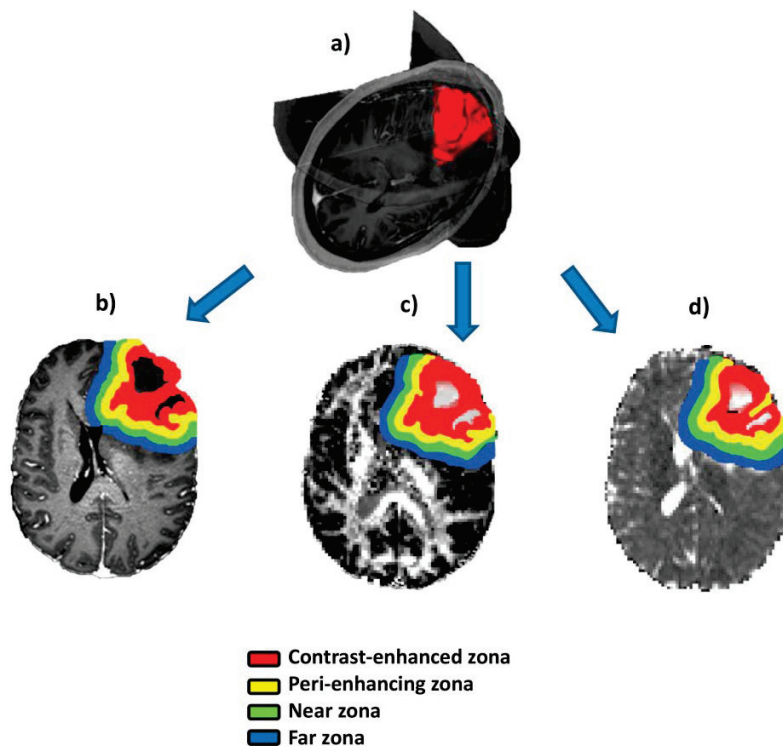 a)
b)
c)
d)
Contrast-enhanced zona
Peri-enhancing zona
Near zona
Far zona